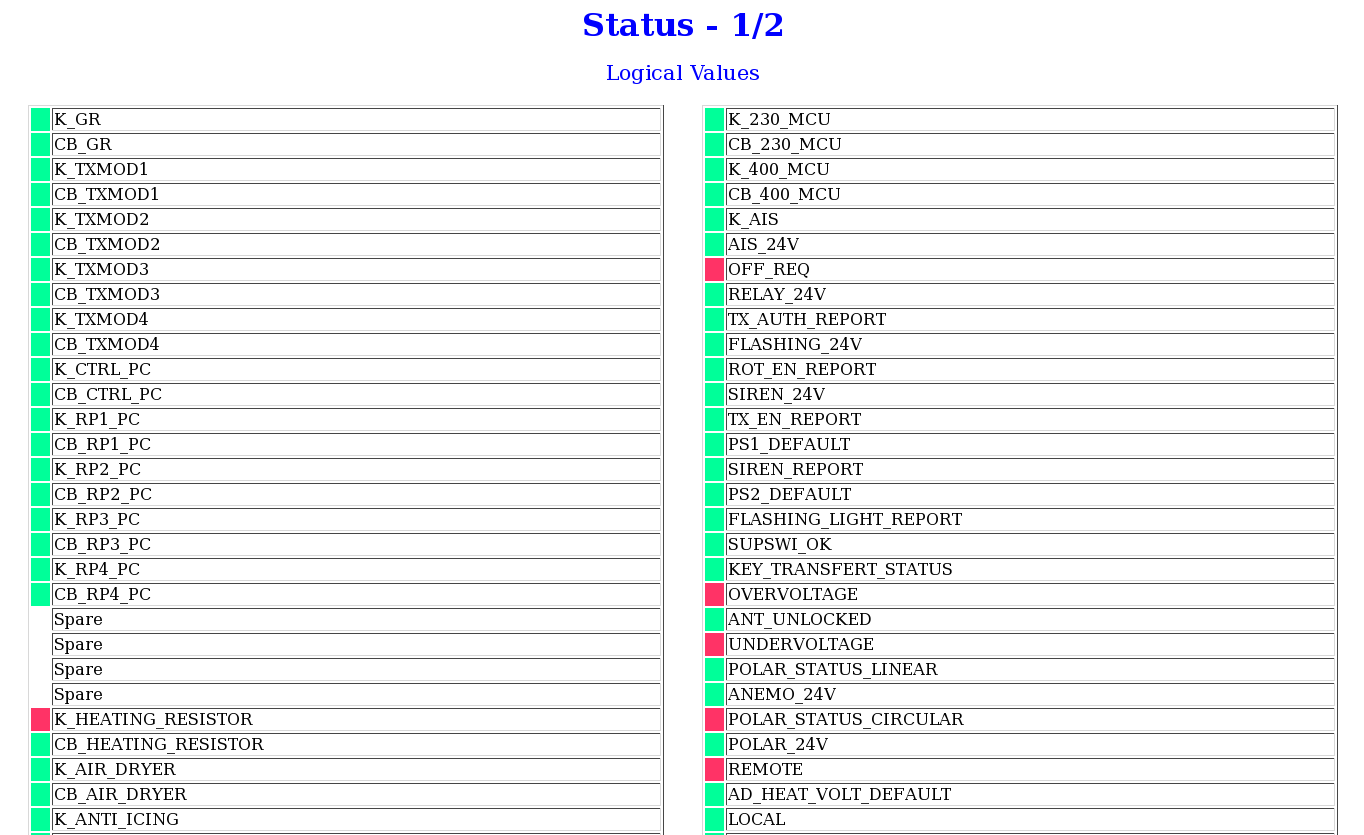 Status - 1/2
Logical Values
K_GR
CB_GR
K_TXMOD1
CB_TXMOD1
K_TXMOD2
CB_TXMOD2
K_TXMOD3
CB_TXMOD3
K_TXMOD4
CB_TXMOD4
K_CTRL_PC
CB_CTRL_PC
K_RP1_PC
CB_RP1_PC
K_RP2_PC
CB_RP2_PC
K_RP3_PC
CB_RP3_PC
K_RP4_PC
CB_RP4_PC
Spare
Spare
Spare
Spare
K_HEATING_RESISTOR
CB_HEATING_RESISTOR
K_AIR_DRYER
CB_AIR_DRYER
K_ANTI_ICING
K_230_MCU
CB_230_MCU
K_400_MCU
CB_400_MCU
K_AIS
AIS_24V
OFF_REQ
RELAY_24V
TX_AUTH_REPORT
FLASHING_24V
ROT_EN_REPORT
SIREN_24V
TX_EN_REPORT
PS1_DEFAULT
SIREN_REPORT
PS2_DEFAULT
FLASHING_LIGHT_REPORT
SUPSWI_OK
KEY_TRANSFERT_STATUS
OVERVOLTAGE
ANT_UNLOCKED
UNDERVOLTAGE
POLAR_STATUS_LINEAR
ANEMO_24V
POLAR_STATUS_CIRCULAR
POLAR_24V
REMOTE
AD_HEAT_VOLT_DEFAULT
LOCAL